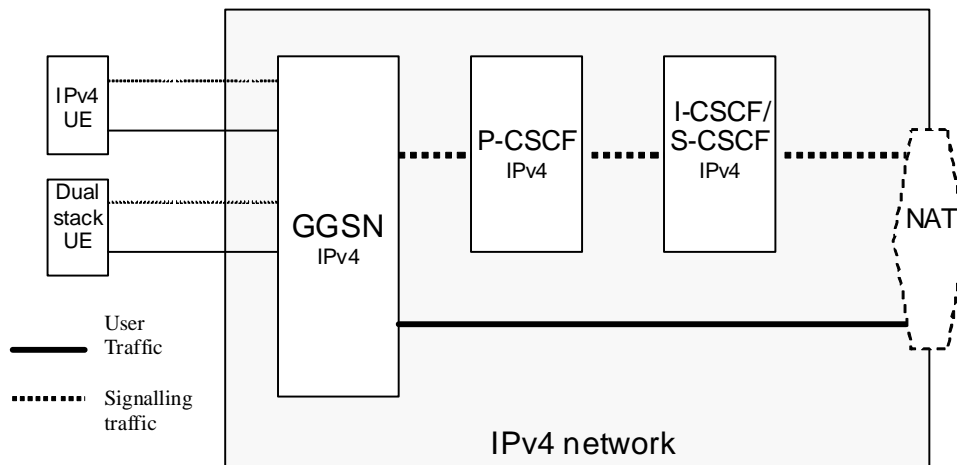 IPv4
UE
Dual
stack
UE
GGSN
IPv4
P-CSCF
IPv4
I-CSCF/
S-CSCF
IPv4
NAT
User
Traffic
Signalling
traffic
IPv4 network